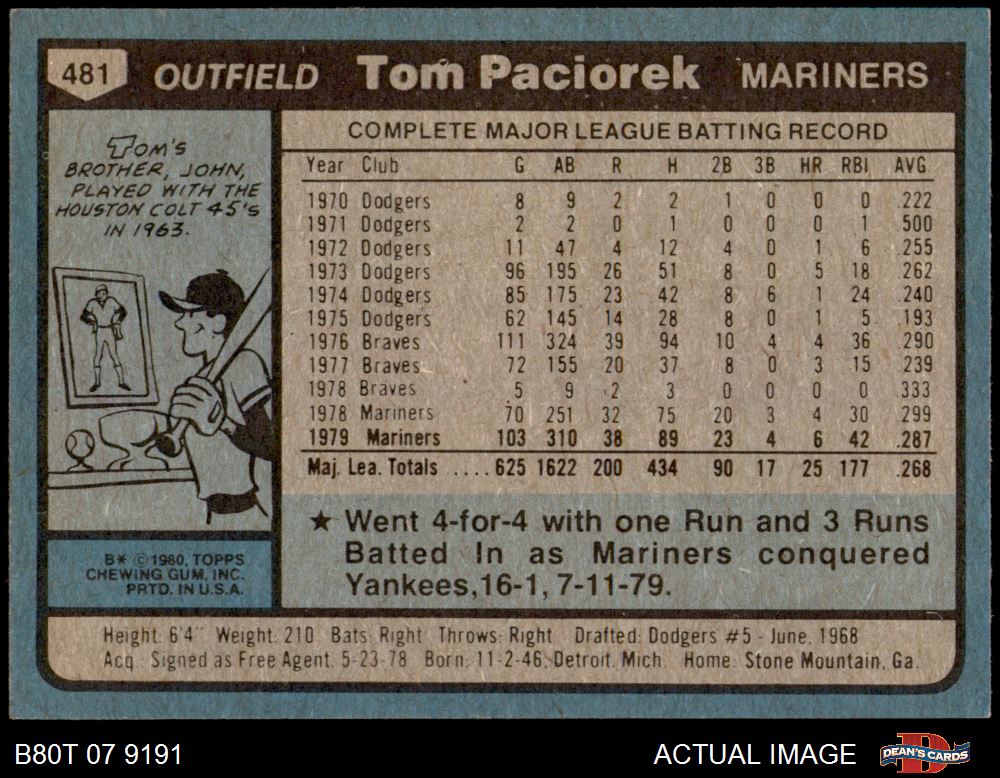 481 OUTFIELD Tom Paciorek MARINERS
TOM'S
BROTHER, JOHN,
PLAYED WITH THE
HOUSTON COLT 45'S
IN 1963.
COMPLETE MAJOR LEAGUE BATTING RECORD
Year Club G AB R H 2B 3B HR RBI AVG
1970 Dodgers 8 9 2 2 1 0 0 0 .222
1971 Dodgers 2 2 0 1 0 0 0 1 .500
1972 Dodgers 11 47 4 12 4 0 1 6 .255
1973 Dodgers 96 195 26 51 8 0 5 18 .262
1974 Dodgers 85 175 23 42 8 6 1 24 .240
1975 Dodgers 62 145 14 28 8 0 1 5 .193
1976 Braves 111 324 39 94 10 4 4 36 .290
1977 Braves 72 155 20 37 8 0 3 15 .239
1978 Braves 5 9 2 3 0 0 0 0 .333
1978 Mariners 70 251 32 75 20 3 4 30 .299
1979 Mariners 103 310 38 89 23 4 6 42 .287
Maj. Lea. Totals .... 625 1622 200 434 90 17 25 177 .268
★ Went 4-for-4 with one Run and 3 Runs
Batted In as Mariners conquered
Yankees,16-1, 7-11-79.
B* © 1980, TOPPS
CHEWING GUM, INC.
PRTD. IN U.S.A.
Height: 6'4" Weight: 210 Bats: Right Throws: Right Drafted: Dodgers #5 - June, 1968
Acq.: Signed as Free Agent, 5-23-78 Born: 11-2-46, Detroit, Mich. Home: Stone Mountain, Ga.
B80T 07 9191 ACTUAL IMAGE DEAN'S CARDS